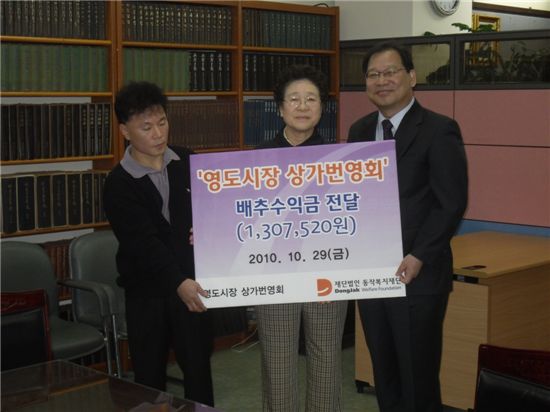 '영도시장 상가번영회'
배추수익금 전달
(1,307,520원)
2010. 10. 29(금)
영도시장 상가번영회
재단법인 동작복지재단
DongJak Welfare Foundation